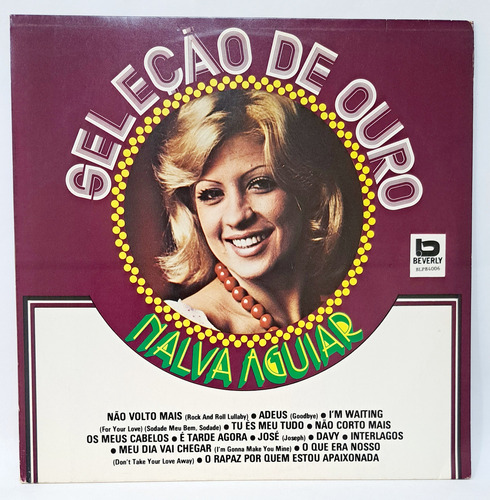 SELEÇÃO DE OURO
b
BEVERLY
BLPB4006
NALVA AGUIAR
NÃO VOLTO MAIS (Rock And Roll Lullaby) • ADEUS (Goodbye) • I'M WAITING
(For Your Love) (Sodade Meu Bem, Sodade) • TU ÉS MEU TUDO • NÃO CORTO MAIS
OS MEUS CABELOS • É TARDE AGORA • JOSÉ (Joseph) • DAVY • INTERLAGOS
• MEU DIA VAI CHEGAR (I'm Gonna Make You Mine) • O QUE ERA NOSSO
(Don't Take Your Love Away) • O RAPAZ POR QUEM ESTOU APAIXONADA